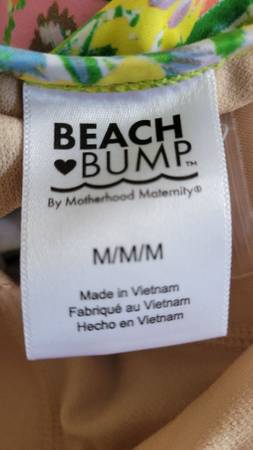 BEACH
♥BUMP™
By Motherhood Maternity®
M/M/M
Made in Vietnam
Fabriqué au Vietnam
Hecho en Vietnam